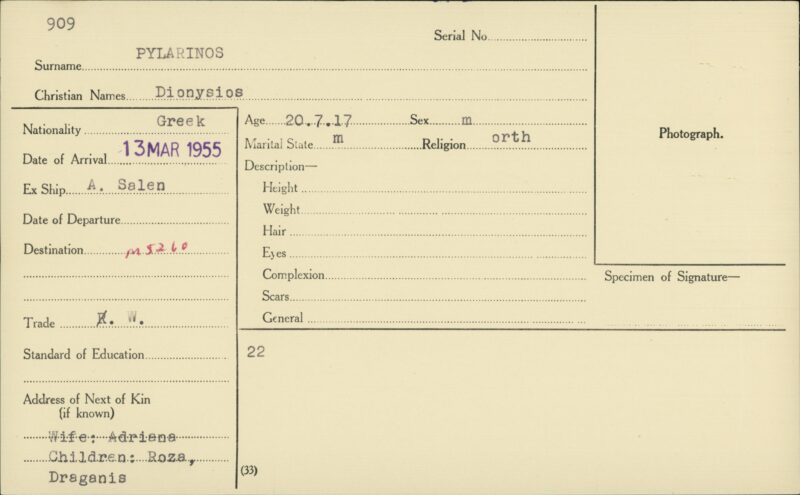 909
Serial No.
Surname PYLARINOS
Christian Names Dionysios
Nationality Greek
Date of Arrival 13 MAR 1955
Ex Ship A. Salen
Date of Departure
Destination M5260
Trade W.
Standard of Education
Address of Next of Kin
(if known)
Wife: Adriana
Children: Roza,
Draganis
Age 20.7.17 Sex m
Marital State m Religion orth
Description—
Height
Weight
Hair
Eyes
Complexion
Scars
General
22
(33)
Photograph.
Specimen of Signature—